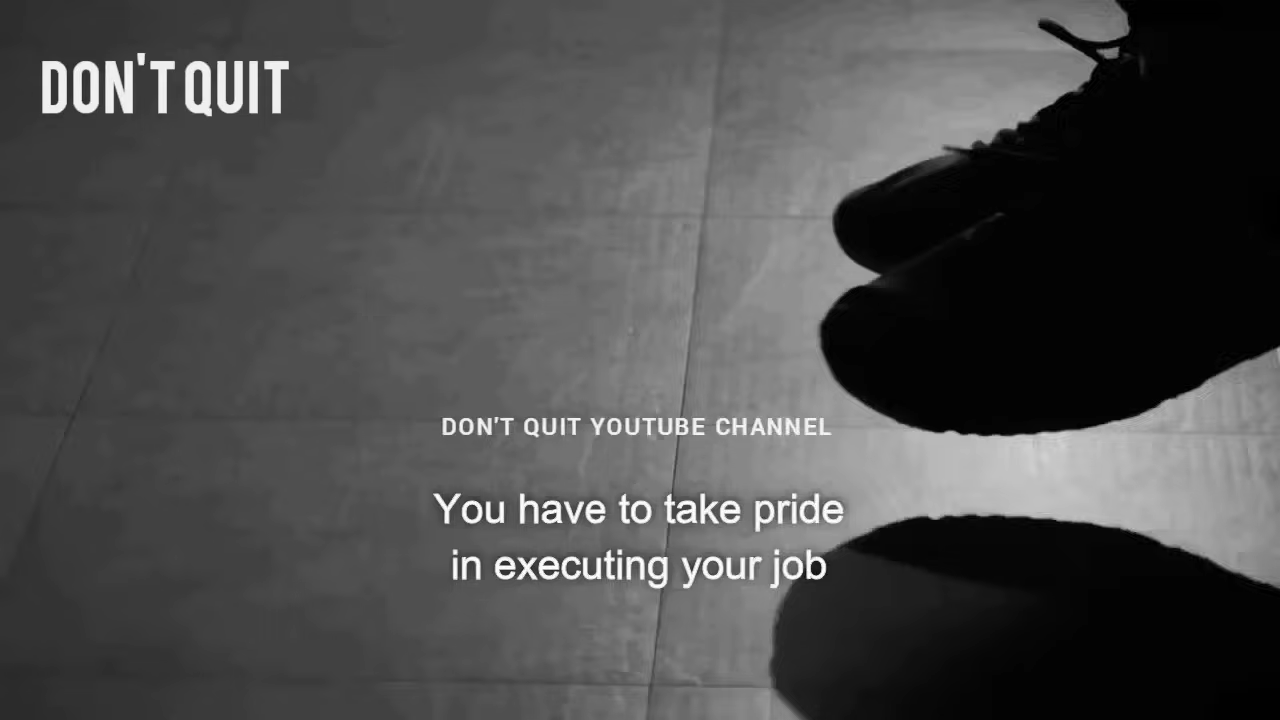 DON'T QUIT
DON'T QUIT YOUTUBE CHANNEL
You have to take pride
in executing your job